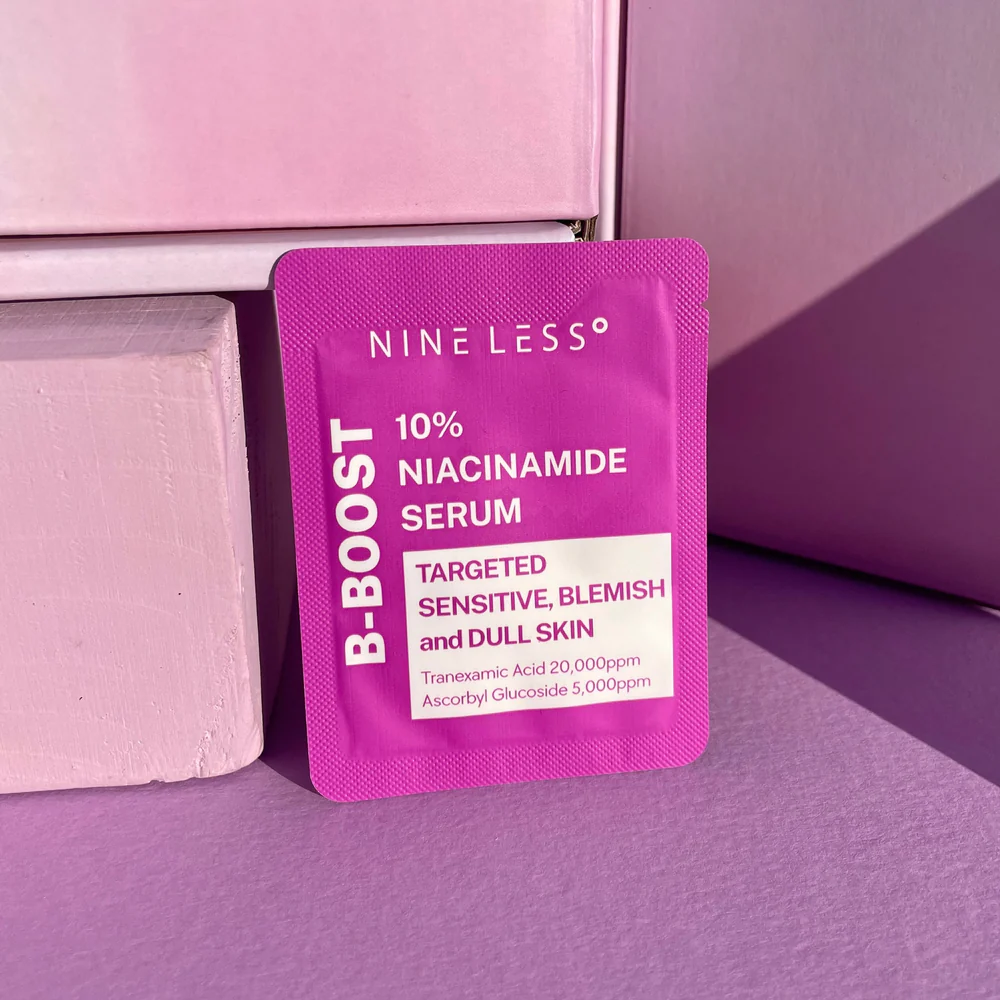 NINE LESS°
B-BOOST
10%
NIACINAMIDE
SERUM
TARGETED
SENSITIVE, BLEMISH
and DULL SKIN
Tranexamic Acid 20,000ppm
Ascorbyl Glucoside 5,000ppm